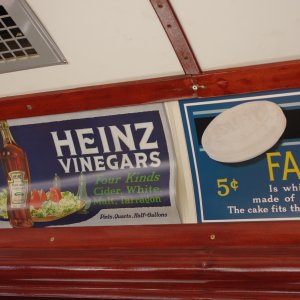 HEINZ
VINEGARS
Four Kinds
Cider, White
Malt, Tarragon
Pints, Quarts, Half-Gallons
5¢
FA
Is whi
made of
The cake fits th